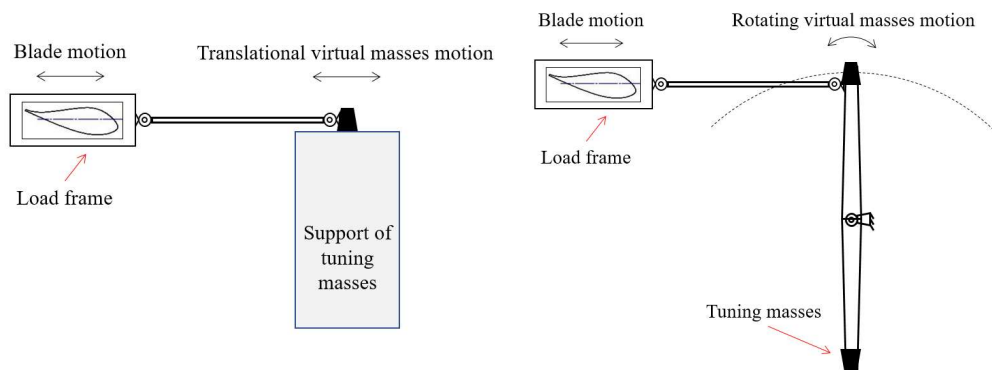 Blade motion
Translational virtual masses motion
Load frame
Support of
tuning
masses
Blade motion
Rotating virtual masses motion
Load frame
Tuning masses